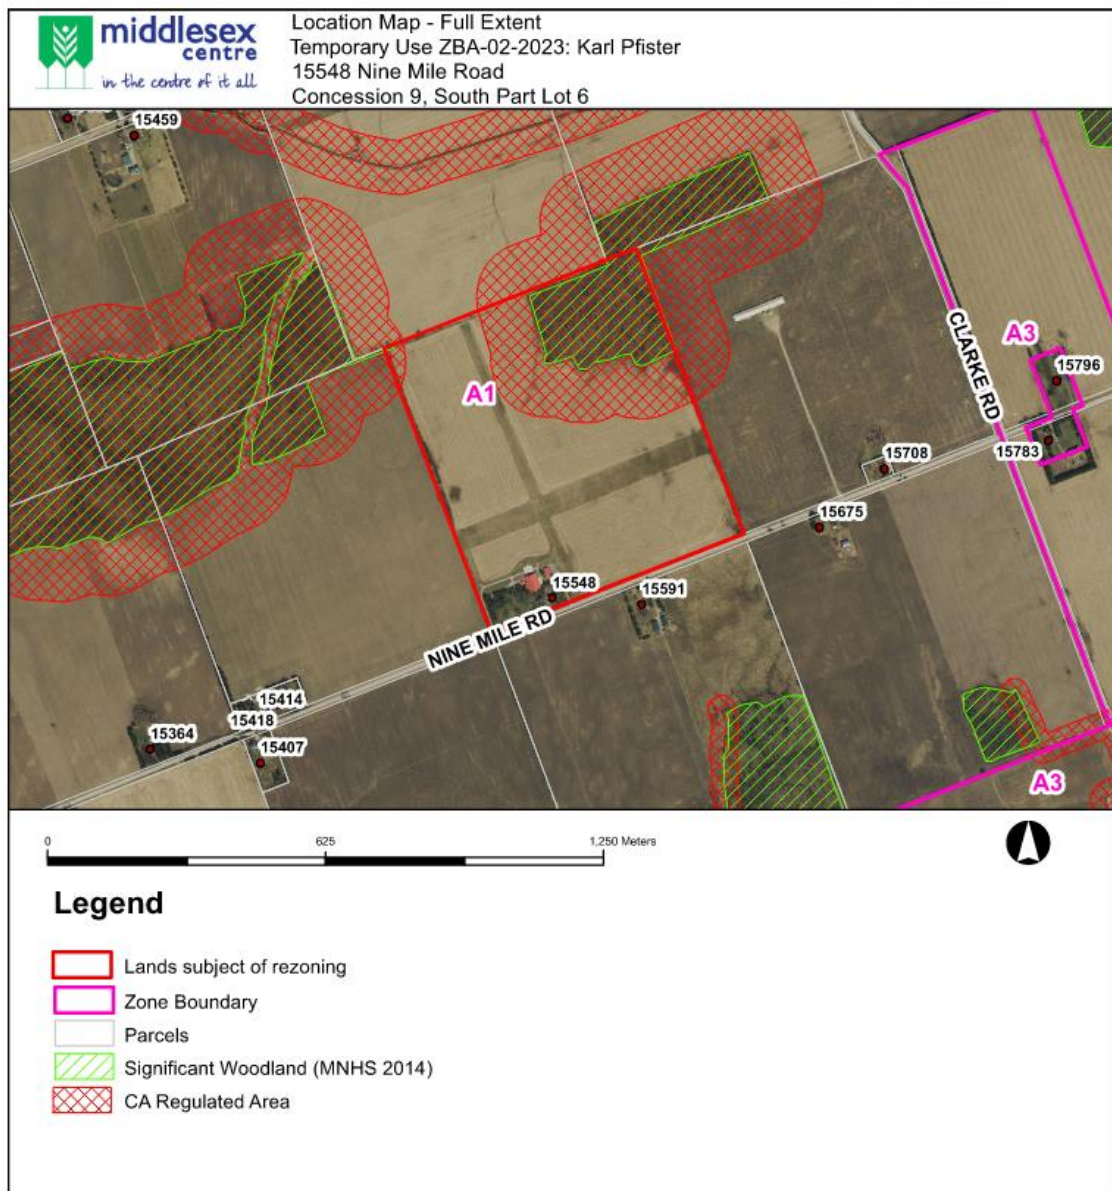 middlesex
centre
in the centre of it all
Location Map - Full Extent
Temporary Use ZBA-02-2023: Karl Pfister
15548 Nine Mile Road
Concession 9, South Part Lot 6
15459
CLARKE RD
A3
15796
A1
15783
15708
15675
15548
15591
NINE MILE RD
15414
15418
15364
15407
A3
0 625 1,250 Meters
Legend
Lands subject of rezoning
Zone Boundary
Parcels
Significant Woodland (MNHS 2014)
CA Regulated Area